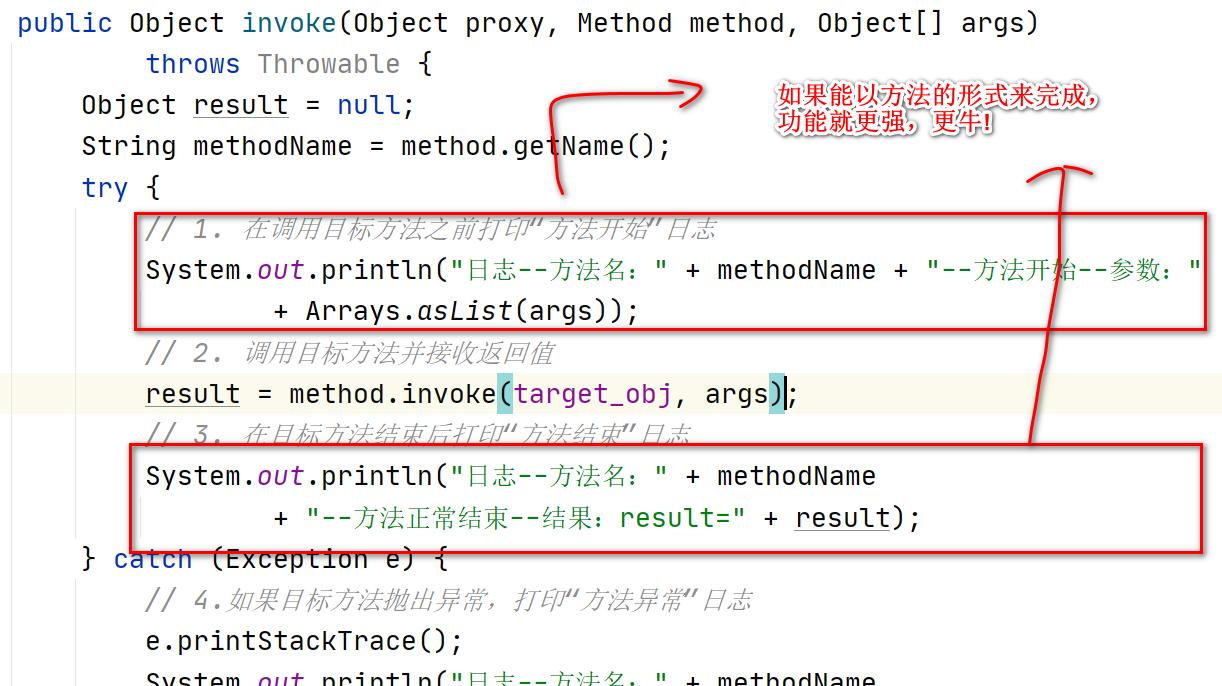 public Object invoke(Object proxy, Method method, Object[] args)
throws Throwable {
Object result = null;
如果能以方法的形式来完成，
功能就更强，更牛!
String methodName = method.getName();
try {
// 1. 在调用目标方法之前打印“方法开始”日志
System.out.println("日志--方法名：" + methodName + "--方法开始--参数："
+ Arrays.asList(args));
// 2. 调用目标方法并接收返回值
result = method.invoke(target_obj, args);
// 3. 在目标方法结束后打印“方法结束”日志
System.out.println("日志--方法名：" + methodName
+ "--方法正常结束--结果：result=" + result);
} catch (Exception e) {
// 4.如果目标方法抛出异常，打印“方法异常”日志
e.printStackTrace();
System.out.println("日志--方法名：" + methodName